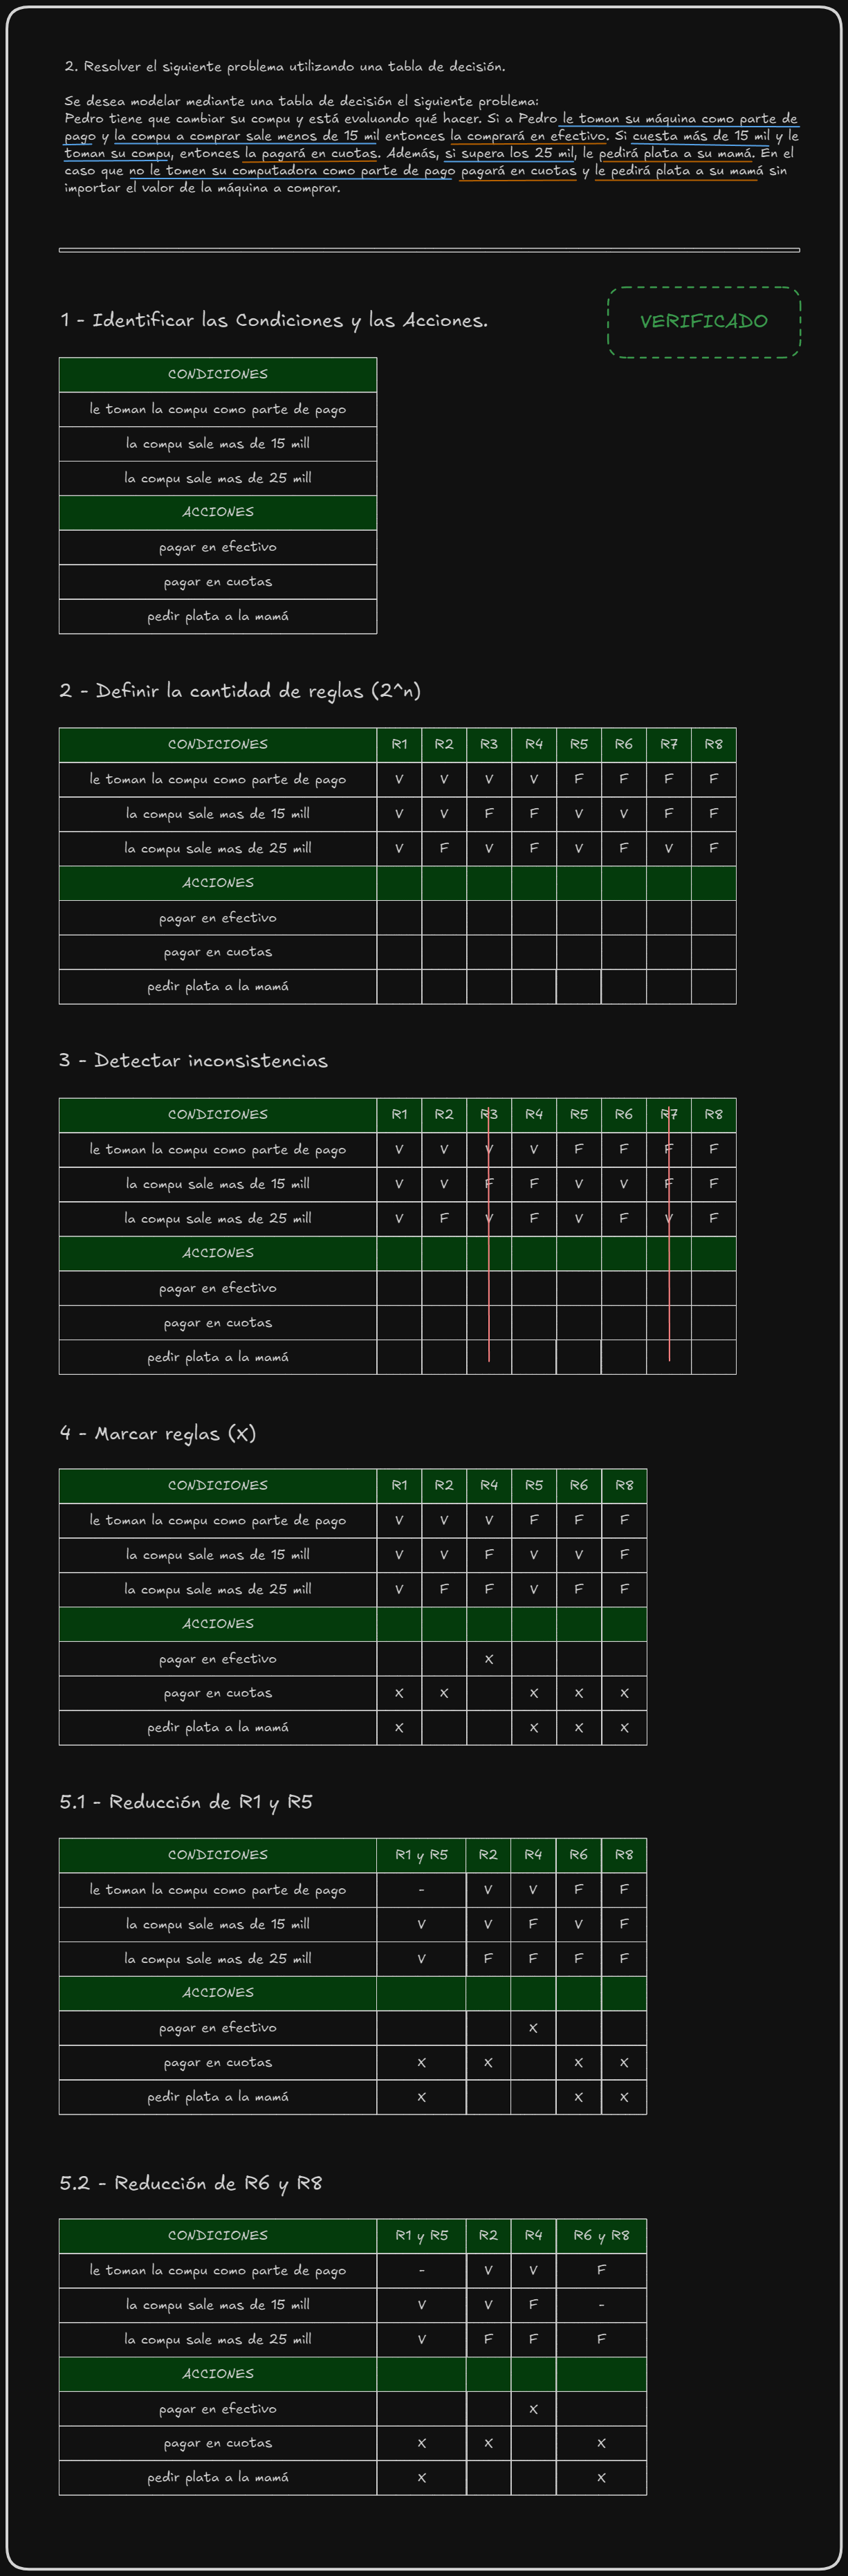 2. Resolver el siguiente problema utilizando una tabla de decisión.
Se desea modelar mediante una tabla de decisión el siguiente problema:
Pedro tiene que cambiar su compu y está evaluando qué hacer. Si a Pedro le toman su máquina como parte de
pago y la compu a comprar sale menos de 15 mil entonces la comprará en efectivo. Si cuesta más de 15 mil y le
toman su compu, entonces la pagará en cuotas. Además, si supera los 25 mil, le pedirá plata a su mamá. En el
caso que no le tomen su computadora como parte de pago pagará en cuotas y le pedirá plata a su mamá sin
importar el valor de la máquina a comprar.
1 - Identificar las Condiciones y las Acciones.
VERIFICADO
CONDICIONES
le toman la compu como parte de pago
la compu sale mas de 15 mill
la compu sale mas de 25 mill
ACCIONES
pagar en efectivo
pagar en cuotas
pedir plata a la mamá
2 - Definir la cantidad de reglas (2^n)
CONDICIONES R1 R2 R3 R4 R5 R6 R7 R8
le toman la compu como parte de pago V V V V F F F F
la compu sale mas de 15 mill V V F F V V F F
la compu sale mas de 25 mill V F V F V F V F
ACCIONES
pagar en efectivo
pagar en cuotas
pedir plata a la mamá
3 - Detectar inconsistencias
CONDICIONES R1 R2 R3 R4 R5 R6 R7 R8
le toman la compu como parte de pago V V V V F F F F
la compu sale mas de 15 mill V V F F V V F F
la compu sale mas de 25 mill V F V F V F V F
ACCIONES
pagar en efectivo
pagar en cuotas
pedir plata a la mamá
4 - Marcar reglas (x)
CONDICIONES R1 R2 R4 R5 R6 R8
le toman la compu como parte de pago V V V F F F
la compu sale mas de 15 mill V V F V V F
la compu sale mas de 25 mill V F F V F F
ACCIONES
pagar en efectivo X
pagar en cuotas X X X X X
pedir plata a la mamá X X X X
5.1 - Reducción de R1 y R5
CONDICIONES R1 y R5 R2 R4 R6 R8
le toman la compu como parte de pago - V V F F
la compu sale mas de 15 mill V V F V F
la compu sale mas de 25 mill V F F F F
ACCIONES
pagar en efectivo X
pagar en cuotas X X X X
pedir plata a la mamá X X X
5.2 - Reducción de R6 y R8
CONDICIONES R1 y R5 R2 R4 R6 y R8
le toman la compu como parte de pago - V V F
la compu sale mas de 15 mill V V F -
la compu sale mas de 25 mill V F F F
ACCIONES
pagar en efectivo X
pagar en cuotas X X X
pedir plata a la mamá X X